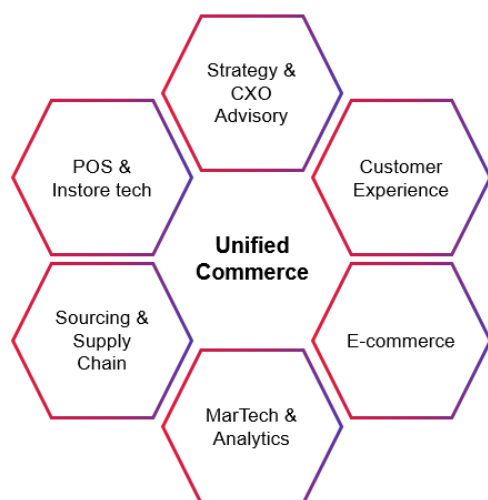 Strategy &
CXO
Advisory
POS &
Instore tech
Customer
Experience
Unified
Commerce
Sourcing &
Supply
Chain
E-commerce
MarTech &
Analytics